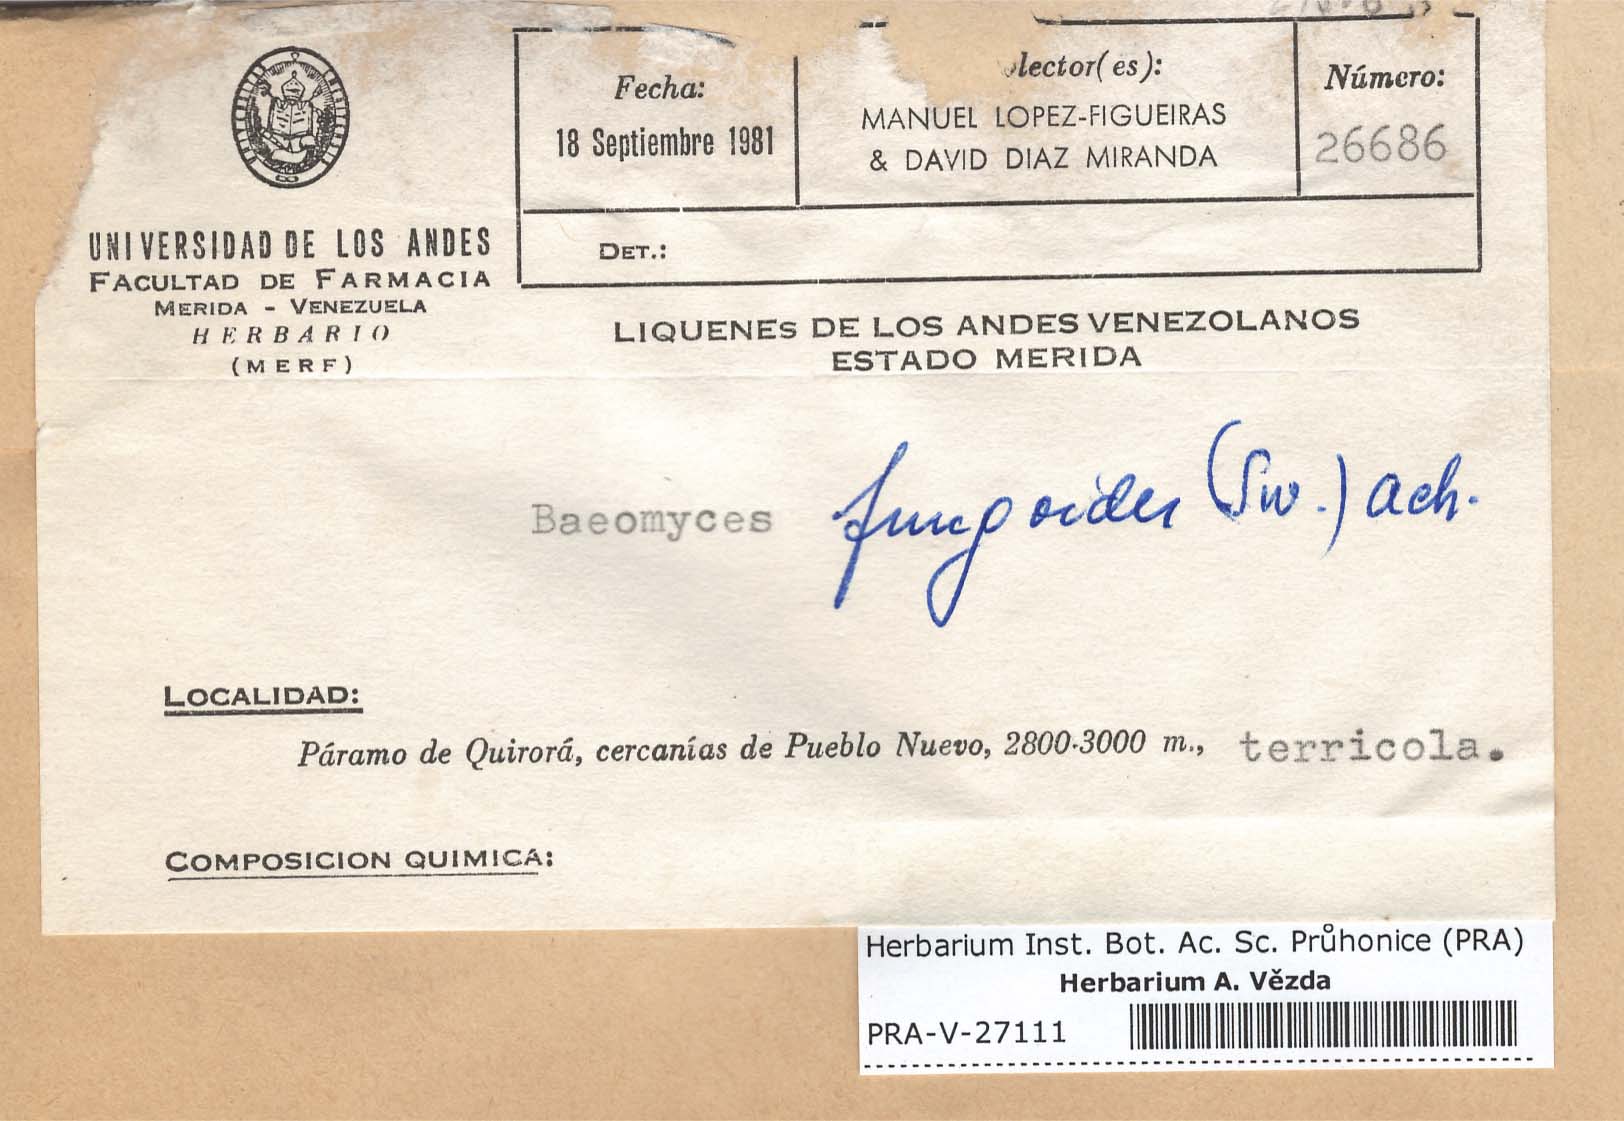 Fecha:
18 Septiembre 1981
lector(es):
MANUEL LOPEZ-FIGUEIRAS
& DAVID DIAZ MIRANDA
Número:
26686
DET.:
UNIVERSIDAD DE LOS ANDES
FACULTAD DE FARMACIA
MERIDA - VENEZUELA
HERBARIO
(MERF)
LIQUENES DE LOS ANDES VENEZOLANOS
ESTADO MERIDA
Baeomyces fungoides (Sw.) Ach.
LOCALIDAD:
Páramo de Quirorá, cercanías de Pueblo Nuevo, 2800-3000 m., terricola.
COMPOSICION QUIMICA:
Herbarium Inst. Bot. Ac. Sc. Průhonice (PRA)
Herbarium A. Vězda
PRA-V-27111